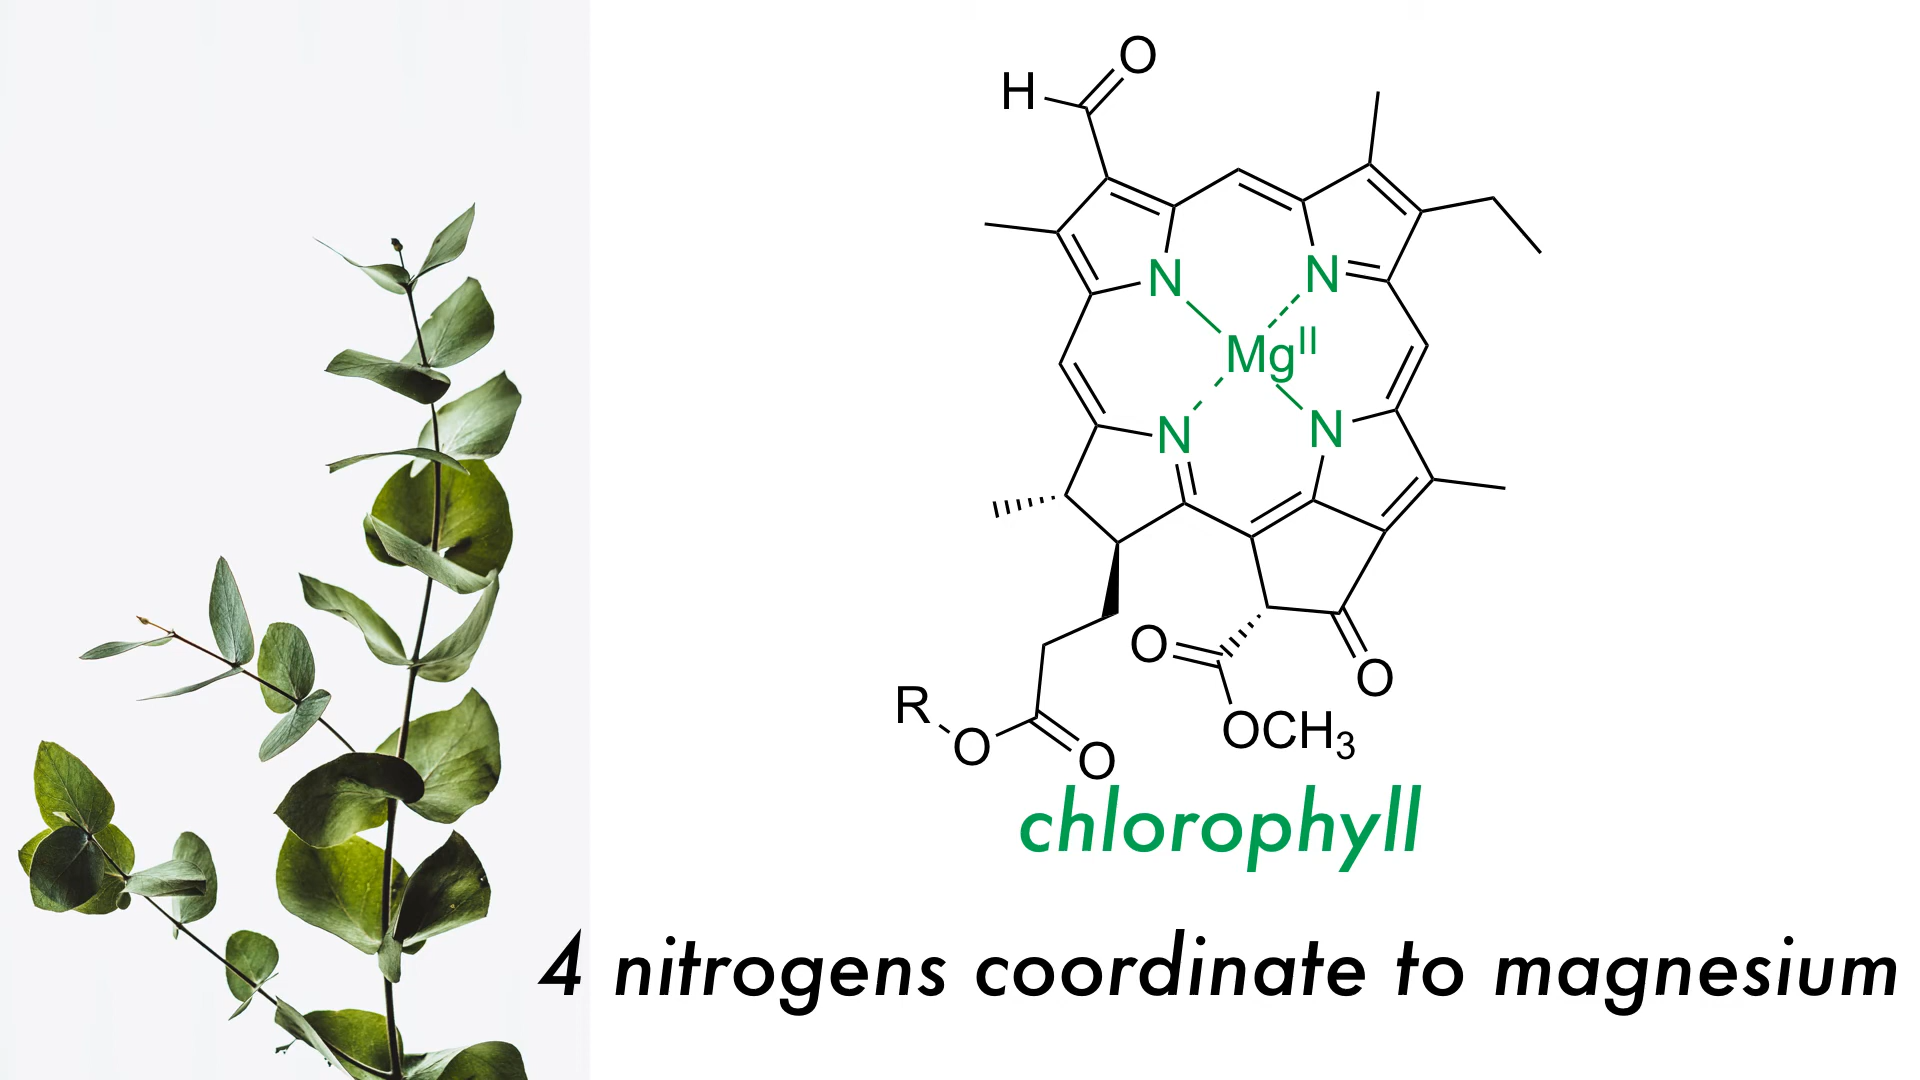 O
H
N
N
Mg^II
N
N
O
O
R
OCH₃
O
O
chlorophyll
4 nitrogens coordinate to magnesium